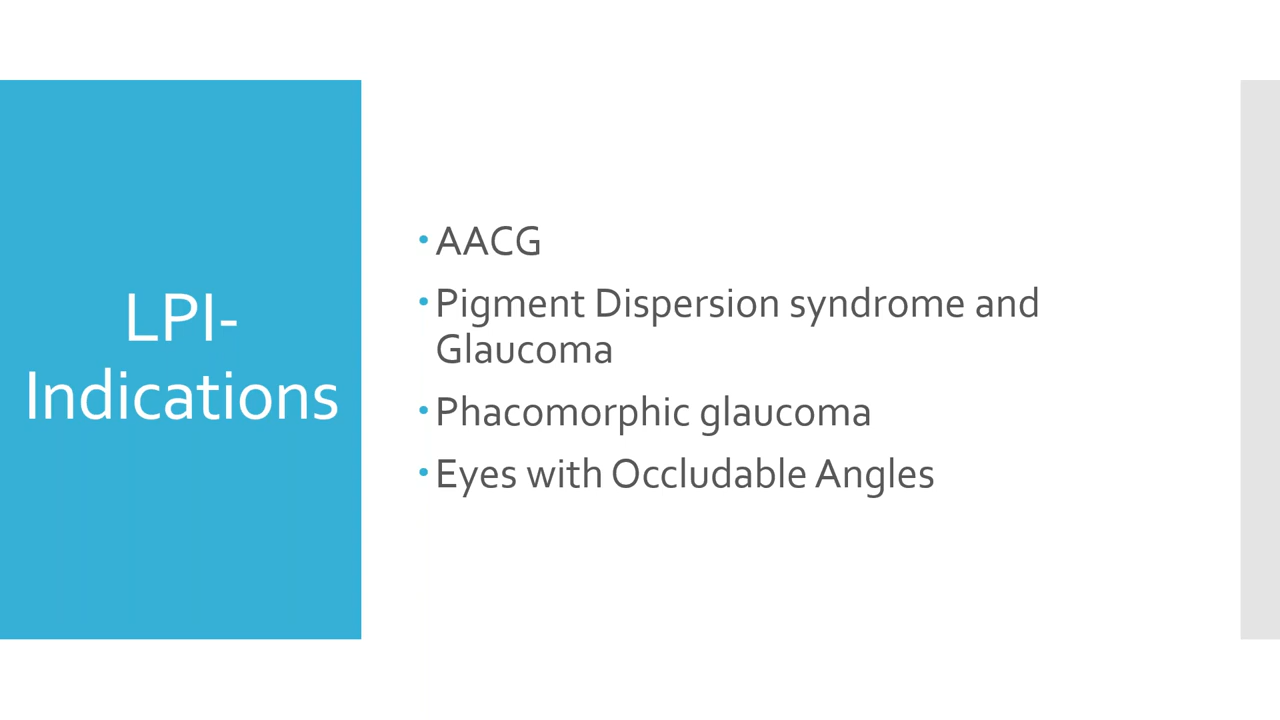 LPI-
Indications
• AACG
• Pigment Dispersion syndrome and
Glaucoma
• Phacomorphic glaucoma
• Eyes with Occludable Angles